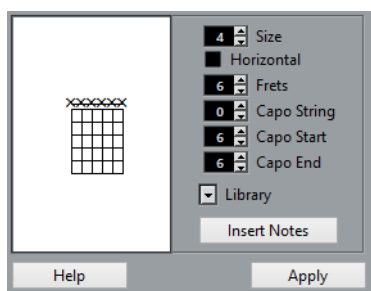 4 Size
Horizontal
6 Frets
0 Capo String
6 Capo Start
6 Capo End
xxxxxx
Library
Insert Notes
Help Apply